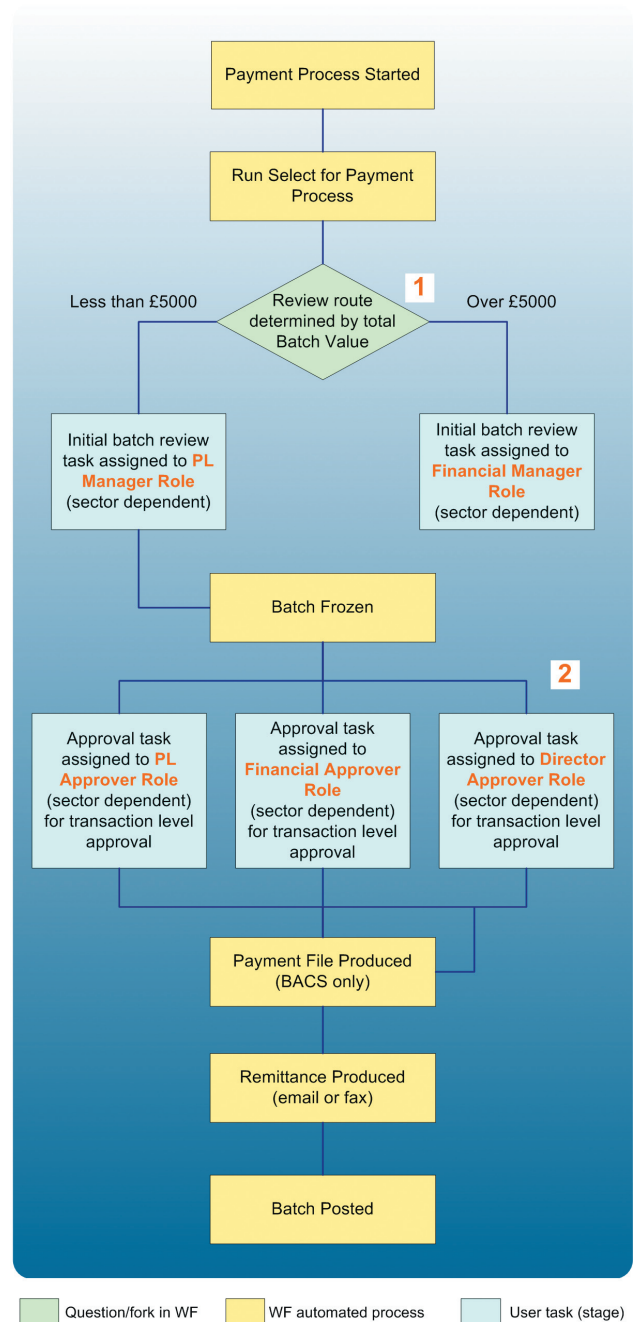 Payment Process Started
Run Select for Payment
Process
1
Less than £5000
Over £5000
Review route
determined by total
Batch Value
Initial batch review
task assigned to PL
Manager Role
(sector dependent)
Initial batch review
task assigned to
Financial Manager
Role
(sector dependent)
Batch Frozen
2
Approval task
assigned to PL
Approver Role
(sector dependent)
for transaction level
approval
Approval task
assigned to
Financial Approver
Role
(sector dependent)
for transaction level
approval
Approval task
assigned to Director
Approver Role
(sector dependent)
for transaction level
approval
Payment File Produced
(BACS only)
Remittance Produced
(email or fax)
Batch Posted
Question/fork in WF
WF automated process
User task (stage)